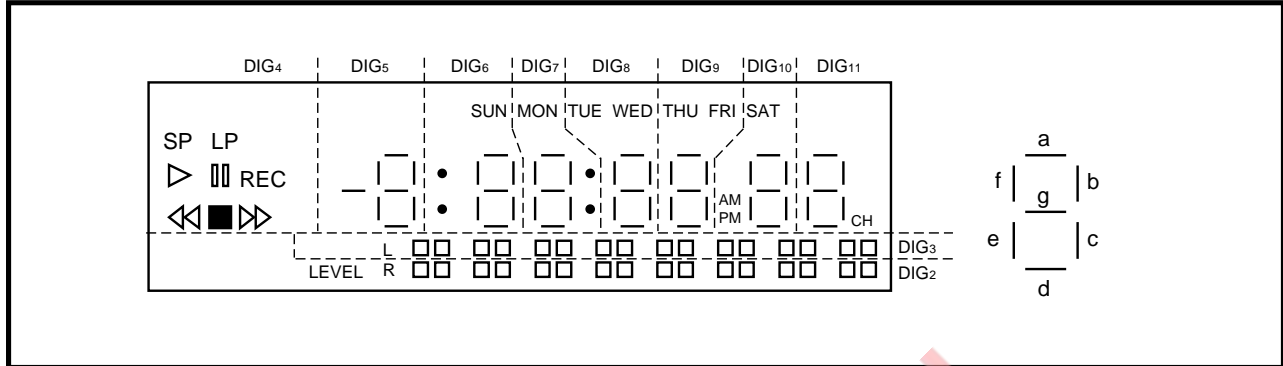 DIG4 DIG5 DIG6 DIG7 DIG8 DIG9 DIG10 DIG11
SUN MON TUE WED THU FRI SAT
SP LP
REC
AM
PM
CH
L DIG3
LEVEL R DIG2
a
f b
g
e c
d